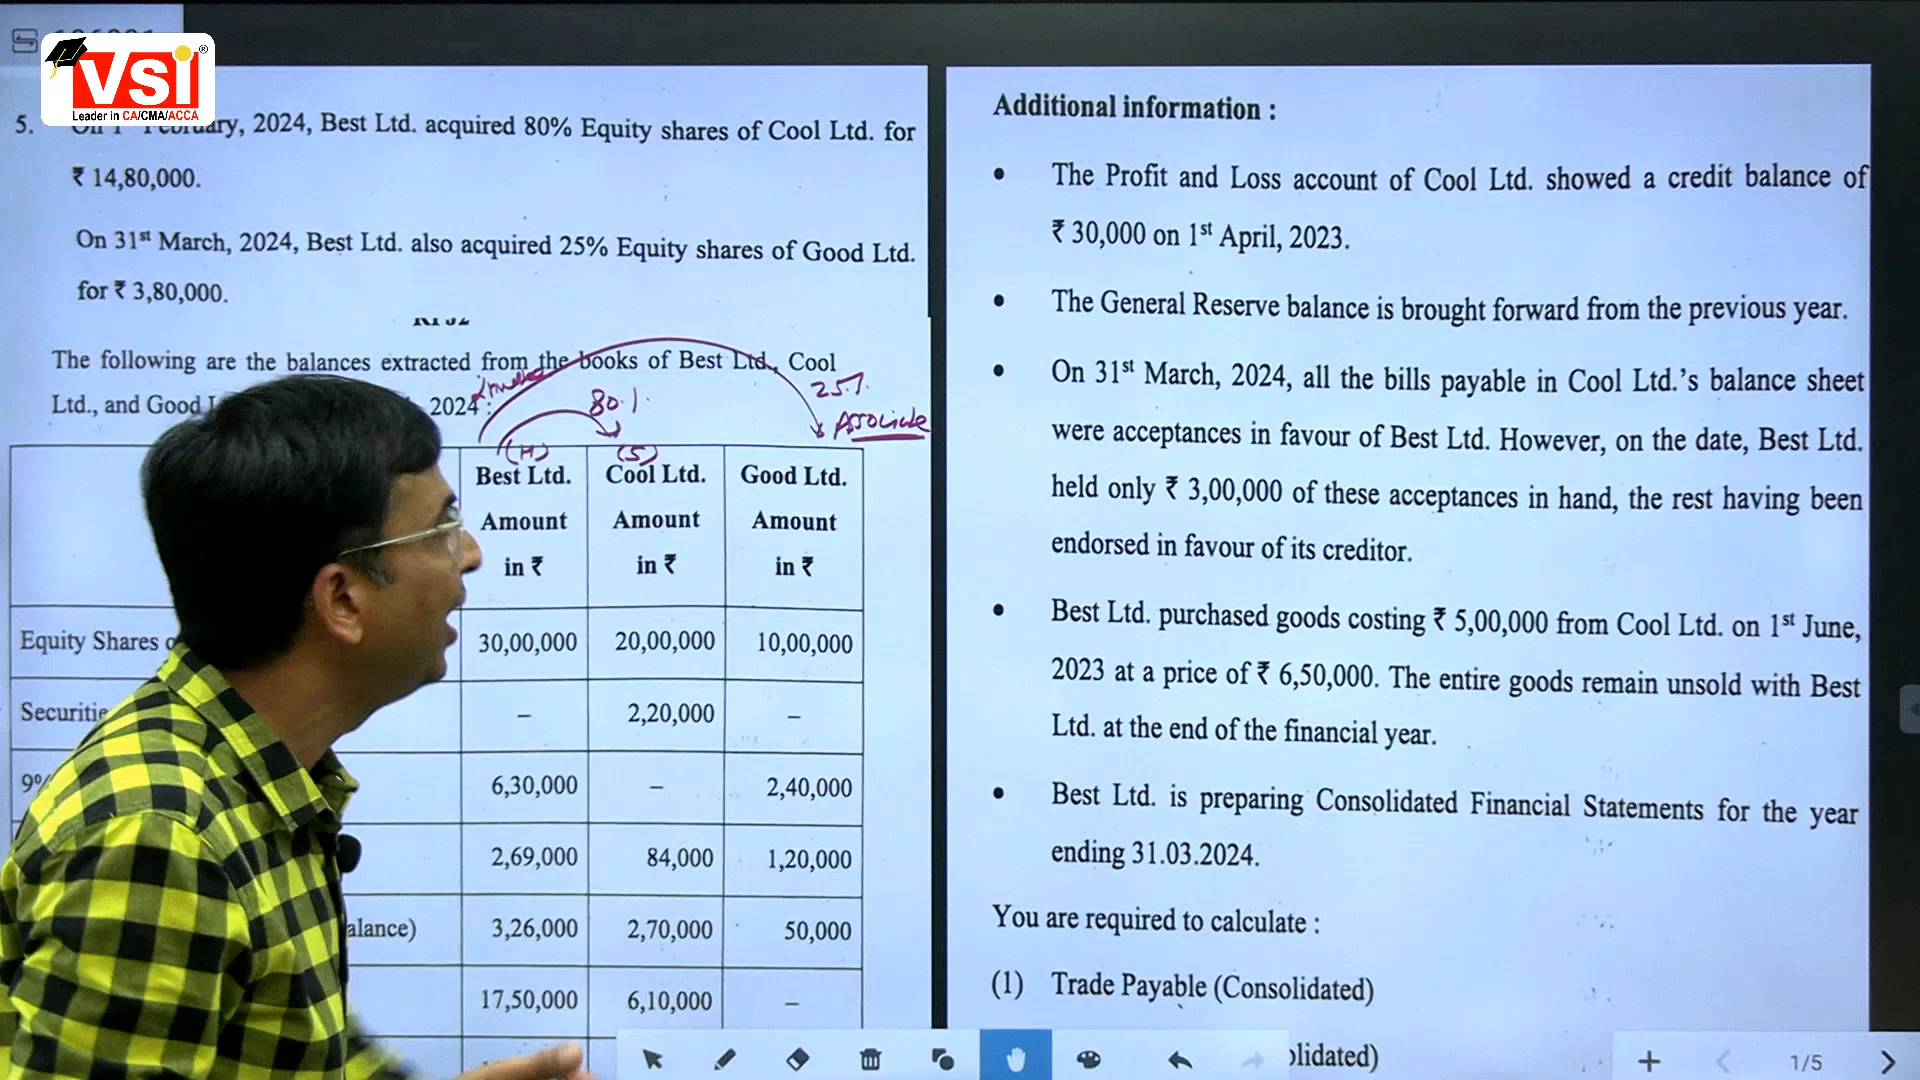 vsi ®
Leader in CA/CMA/ACCA
5. On 1st February, 2024, Best Ltd. acquired 80% Equity shares of Cool Ltd. for
₹ 14,80,000.
On 31st March, 2024, Best Ltd. also acquired 25% Equity shares of Good Ltd.
for ₹ 3,80,000.
The following are the balances extracted from the books of Best Ltd., Cool
Ltd., and Good 2024 :
80%
25%
Associate
(H) (S)
Best Ltd. Cool Ltd. Good Ltd.
Amount Amount Amount
in ₹ in ₹ in ₹
Equity Shares 30,00,000 20,00,000 10,00,000
Securitie – 2,20,000 –
9% 6,30,000 – 2,40,000
2,69,000 84,000 1,20,000
alance) 3,26,000 2,70,000 50,000
17,50,000 6,10,000 –
Additional information :
• The Profit and Loss account of Cool Ltd. showed a credit balance of
₹ 30,000 on 1st April, 2023.
• The General Reserve balance is brought forward from the previous year.
• On 31st March, 2024, all the bills payable in Cool Ltd.'s balance sheet
were acceptances in favour of Best Ltd. However, on the date, Best Ltd.
held only ₹ 3,00,000 of these acceptances in hand, the rest having been
endorsed in favour of its creditor.
• Best Ltd. purchased goods costing ₹ 5,00,000 from Cool Ltd. on 1st June,
2023 at a price of ₹ 6,50,000. The entire goods remain unsold with Best
Ltd. at the end of the financial year.
• Best Ltd. is preparing Consolidated Financial Statements for the year
ending 31.03.2024.
You are required to calculate :
(1) Trade Payable (Consolidated)
olidated)
1/5